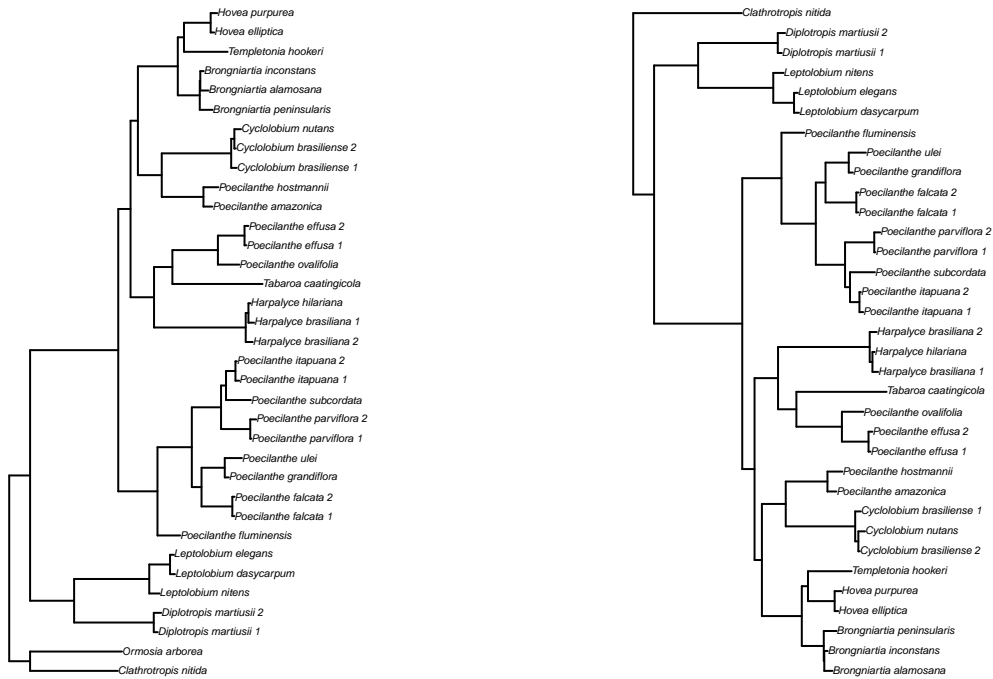 Hovea purpurea
Hovea elliptica
Templetonia hookeri
Brongniartia inconstans
Brongniartia alamosana
Brongniartia peninsularis
Cyclolobium nutans
Cyclolobium brasiliense 2
Cyclolobium brasiliense 1
Poecilanthe hostmannii
Poecilanthe amazonica
Poecilanthe effusa 2
Poecilanthe effusa 1
Poecilanthe ovalifolia
Tabaroa caatingicola
Harpalyce hilariana
Harpalyce brasiliana 1
Harpalyce brasiliana 2
Poecilanthe itapuana 2
Poecilanthe itapuana 1
Poecilanthe subcordata
Poecilanthe parviflora 2
Poecilanthe parviflora 1
Poecilanthe ulei
Poecilanthe grandiflora
Poecilanthe falcata 2
Poecilanthe falcata 1
Poecilanthe fluminensis
Leptolobium elegans
Leptolobium dasycarpum
Leptolobium nitens
Diplotropis martiusii 2
Diplotropis martiusii 1
Ormosia arborea
Clathrotropis nitida
Clathrotropis nitida
Diplotropis martiusii 2
Diplotropis martiusii 1
Leptolobium nitens
Leptolobium elegans
Leptolobium dasycarpum
Poecilanthe fluminensis
Poecilanthe ulei
Poecilanthe grandiflora
Poecilanthe falcata 2
Poecilanthe falcata 1
Poecilanthe parviflora 2
Poecilanthe parviflora 1
Poecilanthe subcordata
Poecilanthe itapuana 2
Poecilanthe itapuana 1
Harpalyce brasiliana 2
Harpalyce hilariana
Harpalyce brasiliana 1
Tabaroa caatingicola
Poecilanthe ovalifolia
Poecilanthe effusa 2
Poecilanthe effusa 1
Poecilanthe hostmannii
Poecilanthe amazonica
Cyclolobium brasiliense 1
Cyclolobium nutans
Cyclolobium brasiliense 2
Templetonia hookeri
Hovea purpurea
Hovea elliptica
Brongniartia peninsularis
Brongniartia inconstans
Brongniartia alamosana